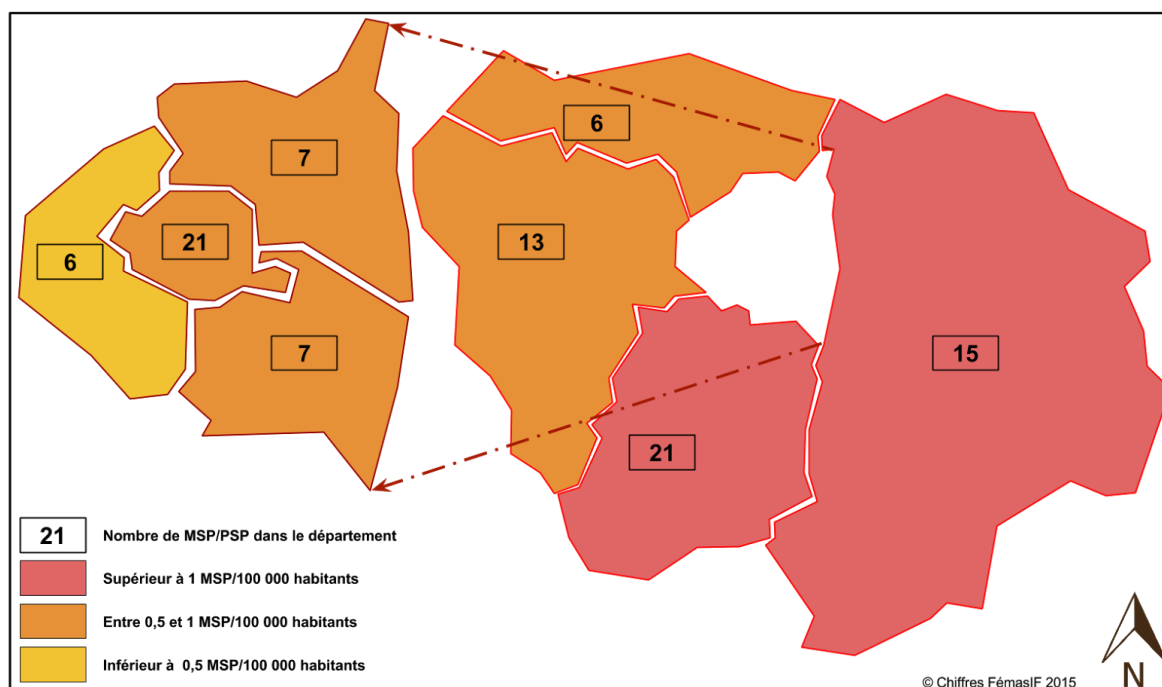 6
7
13
21
6
7
15
21
21 Nombre de MSP/PSP dans le département
Supérieur à 1 MSP/100 000 habitants
Entre 0,5 et 1 MSP/100 000 habitants
Inférieur à 0,5 MSP/100 000 habitants
© Chiffres FémasIF 2015
N